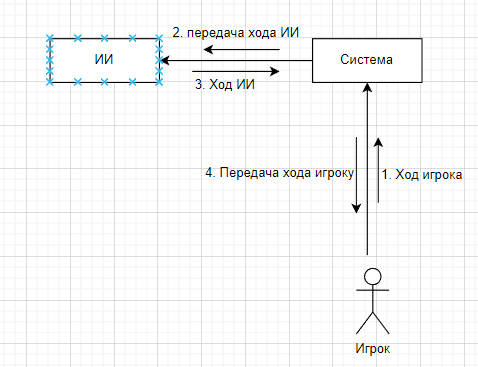 2. передача хода ИИ
ИИ
Система
3. Ход ИИ
4. Передача хода игроку
1. Ход игрока
Игрок